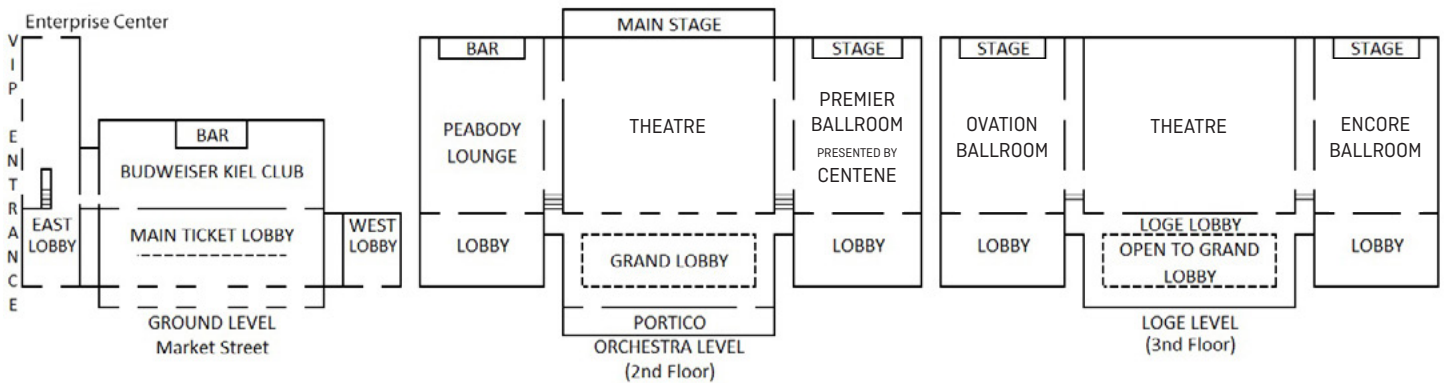 Enterprise Center
VIP ENTRANCE
BAR
BUDWEISER KIEL CLUB
EAST
LOBBY
MAIN TICKET LOBBY
WEST
LOBBY
GROUND LEVEL
Market Street
MAIN STAGE
BAR
STAGE
PEABODY
LOUNGE
THEATRE
PREMIER
BALLROOM
PRESENTED BY
CENTENE
LOBBY
GRAND LOBBY
LOBBY
PORTICO
ORCHESTRA LEVEL
(2nd Floor)
STAGE
STAGE
OVATION
BALLROOM
THEATRE
ENCORE
BALLROOM
LOGE LOBBY
LOBBY
OPEN TO GRAND
LOBBY
LOBBY
LOGE LEVEL
(3nd Floor)